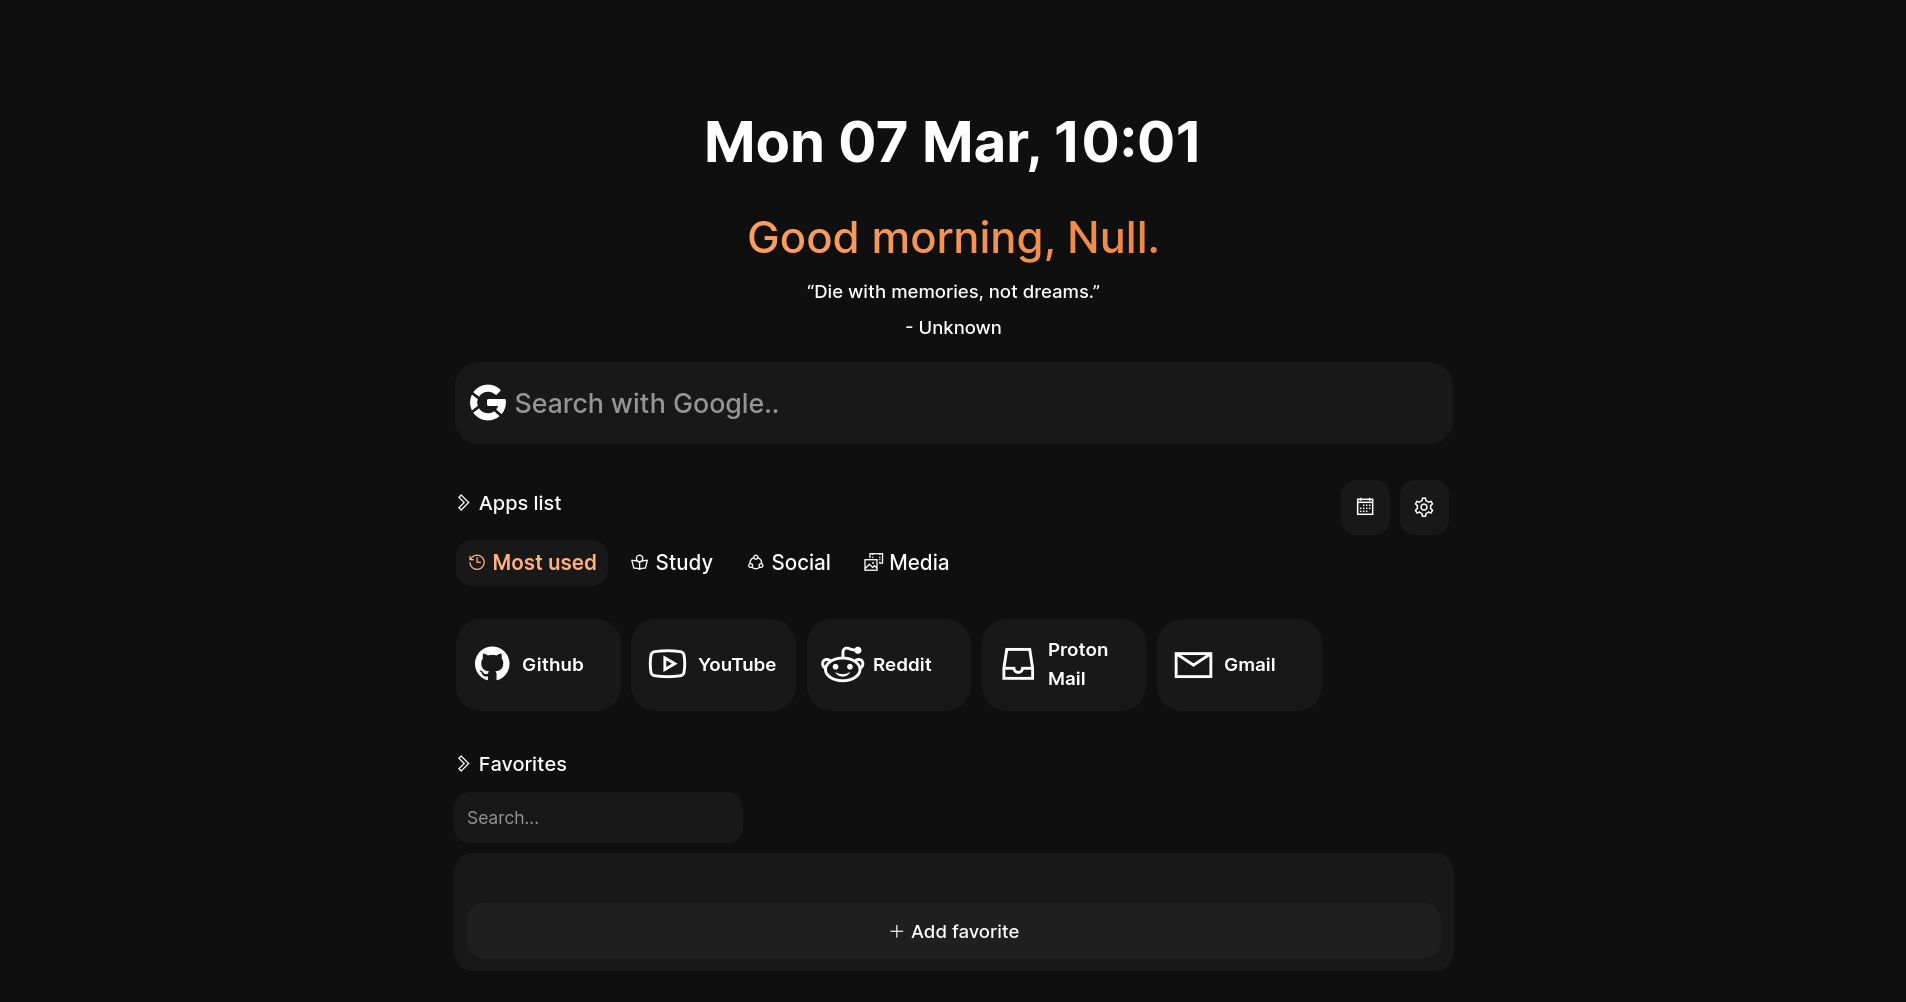 Mon 07 Mar, 10:01
Good morning, Null.
“Die with memories, not dreams.”
- Unknown
Search with Google..
Apps list
Most used
Study
Social
Media
Github
YouTube
Reddit
Proton
Mail
Gmail
Favorites
Search...
Add favorite